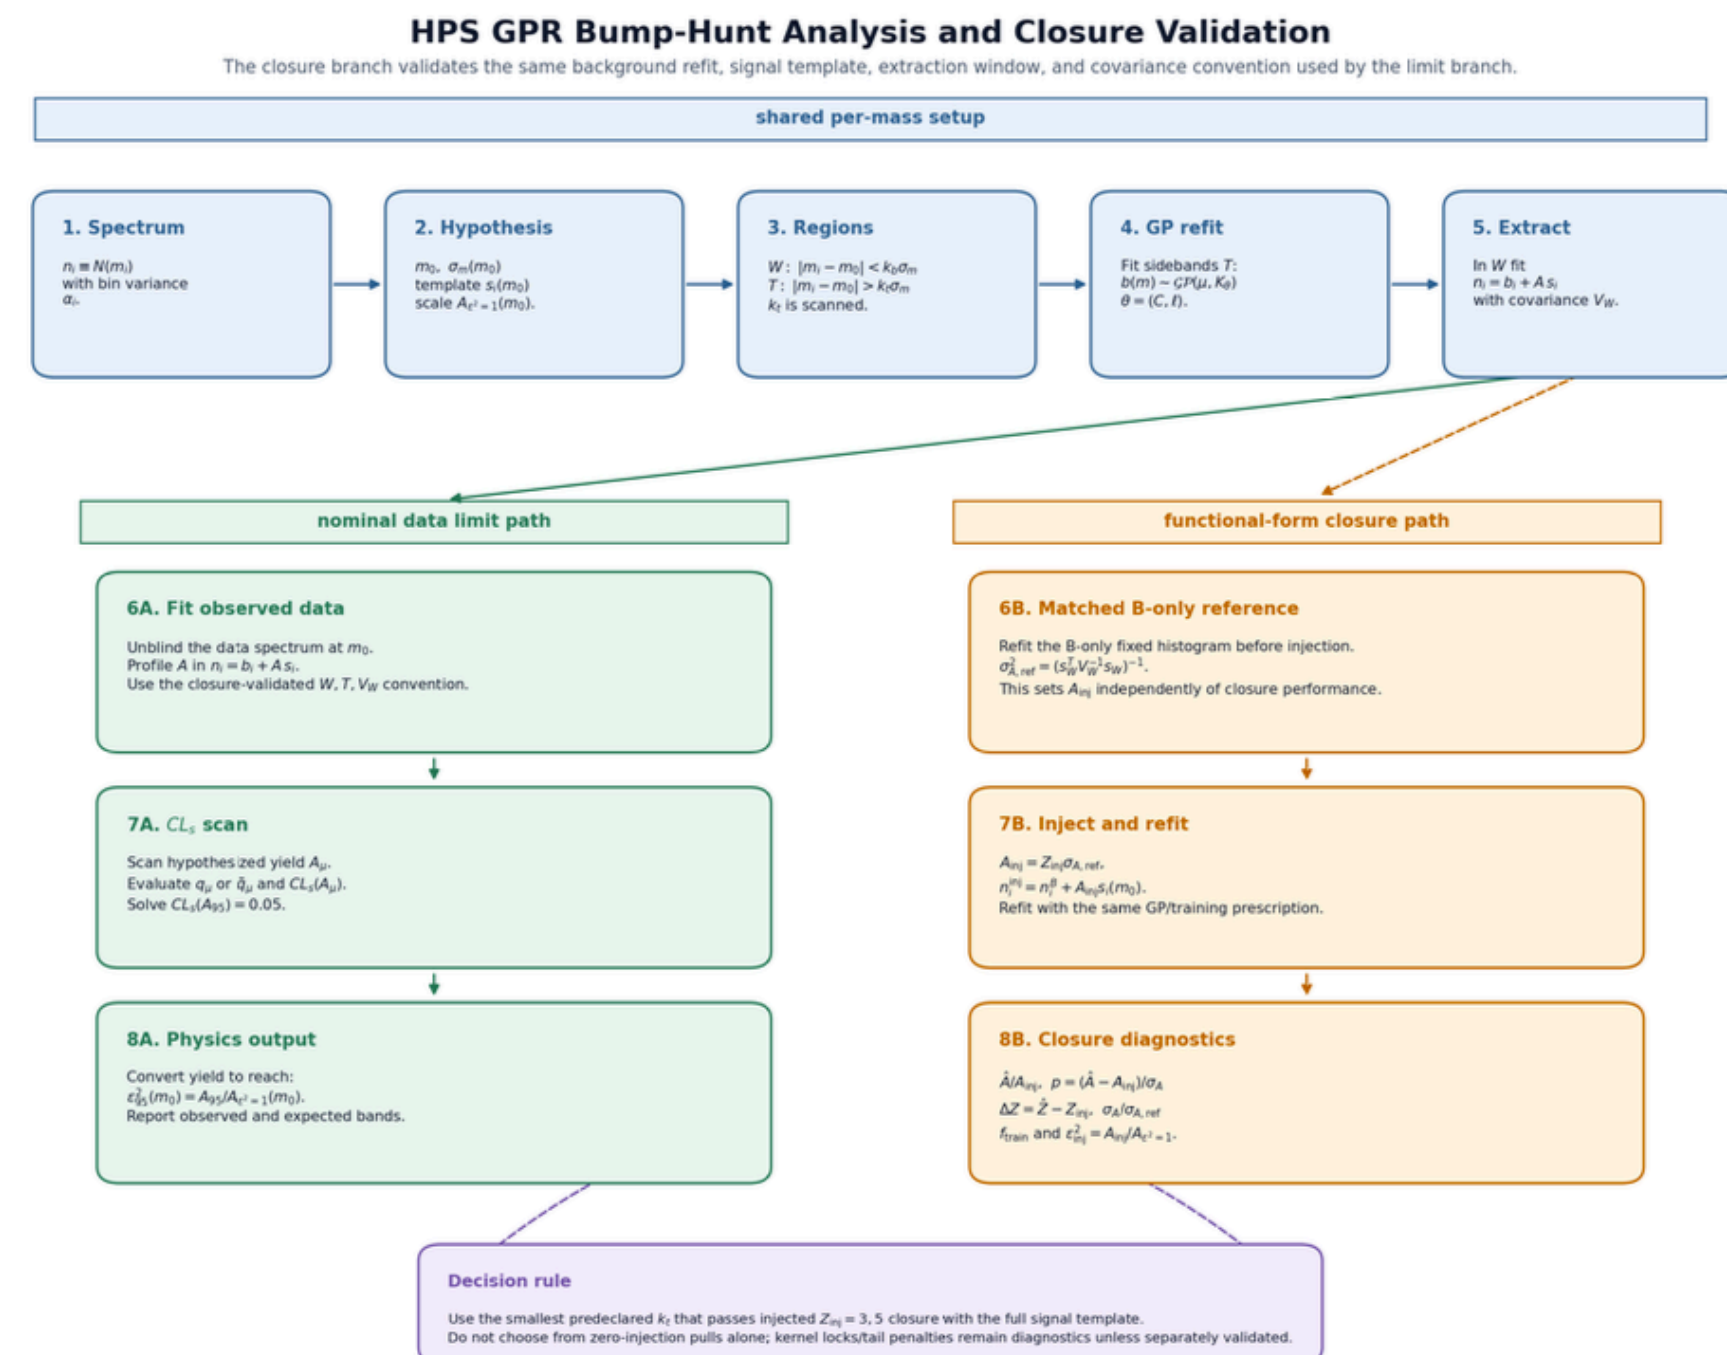 HPS GPR Bump-Hunt Analysis and Closure Validation
The closure branch validates the same background refit, signal template, extraction window, and covariance convention used by the limit branch.
shared per-mass setup
1. Spectrum
nᵢ ≡ N(mᵢ)
with bin variance
αᵢ.
2. Hypothesis
m₀, σₘ(m₀)
template sᵢ(m₀)
scale A_{ε²=1}(m₀).
3. Regions
W: |mᵢ − m₀| < k_bσₘ
T: |mᵢ − m₀| > k_tσₘ
k_t is scanned.
4. GP refit
Fit sidebands T:
b(m) ~ 𝒢𝒫(μ, K_θ)
θ = (C, ℓ).
5. Extract
In W fit
nᵢ = bᵢ + A sᵢ
with covariance V_W.
nominal data limit path
6A. Fit observed data
Unblind the data spectrum at m₀.
Profile A in nᵢ = bᵢ + A sᵢ.
Use the closure-validated W, T, V_W convention.
7A. CLₛ scan
Scan hypothesized yield A_μ.
Evaluate q_μ or q̃_μ and CLₛ(A_μ).
Solve CLₛ(A₉₅) = 0.05.
8A. Physics output
Convert yield to reach:
ε²₉₅(m₀) = A₉₅/A_{ε²=1}(m₀).
Report observed and expected bands.
functional-form closure path
6B. Matched B-only reference
Refit the B-only fixed histogram before injection.
σ²_{A,ref} = (s_W^T V_W^{−1} s_W)^{−1}.
This sets A_inj independently of closure performance.
7B. Inject and refit
A_inj = Z_inj σ_{A,ref}.
nᵢ^inj = nᵢ^B + A_inj sᵢ(m₀).
Refit with the same GP/training prescription.
8B. Closure diagnostics
Â/A_inj, p = (Â − A_inj)/σ_A
ΔZ = Ẑ − Z_inj, σ_A/σ_{A,ref}
f_train and ε²_inj = A_inj/A_{ε²=1}.
Decision rule
Use the smallest predeclared k_t that passes injected Z_inj = 3, 5 closure with the full signal template.
Do not choose from zero-injection pulls alone; kernel locks/tail penalties remain diagnostics unless separately validated.